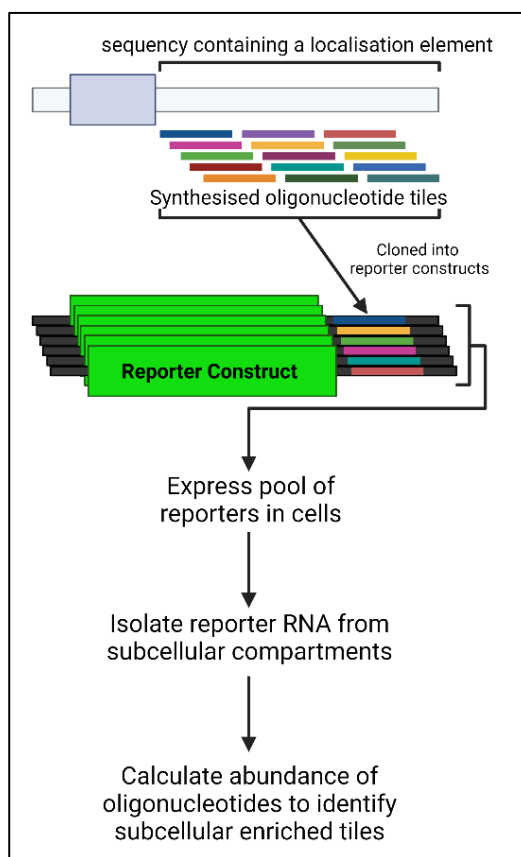 sequency containing a localisation element
Synthesised oligonucleotide tiles
Cloned into
reporter constructs
Reporter Construct
Express pool of
reporters in cells
Isolate reporter RNA from
subcellular compartments
Calculate abundance of
oligonucleotides to identify
subcellular enriched tiles